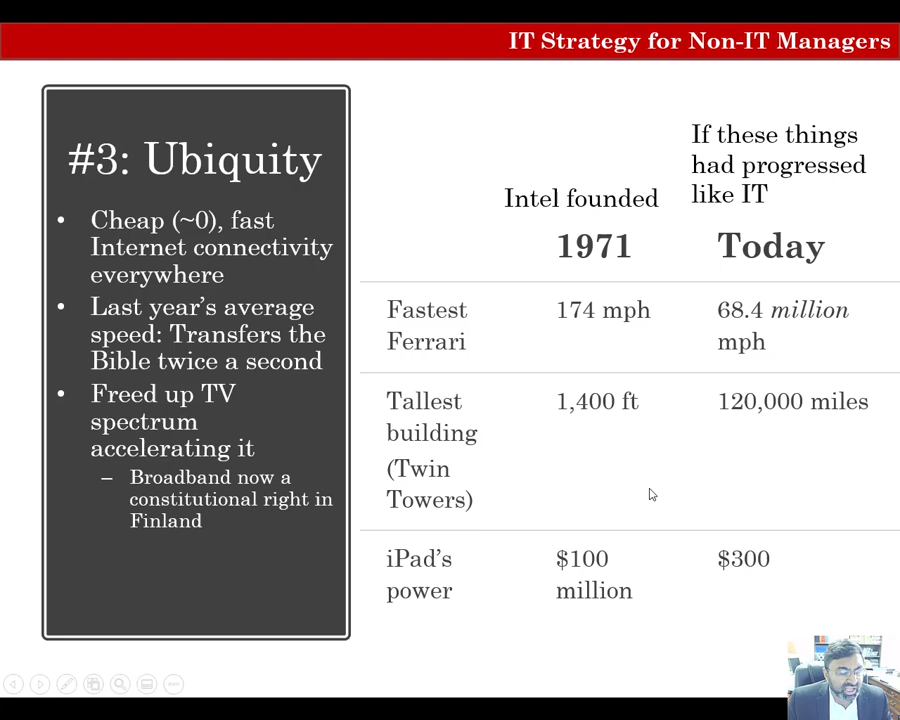 IT Strategy for Non-IT Managers
#3: Ubiquity
• Cheap (~0), fast
Internet connectivity
everywhere
• Last year’s average
speed: Transfers the
Bible twice a second
• Freed up TV
spectrum
accelerating it
– Broadband now a
constitutional right in
Finland
If these things
had progressed
like IT
Intel founded
1971 Today
Fastest 174 mph 68.4 million
Ferrari mph
Tallest 1,400 ft 120,000 miles
building
(Twin
Towers)
iPad’s $100 $300
power million